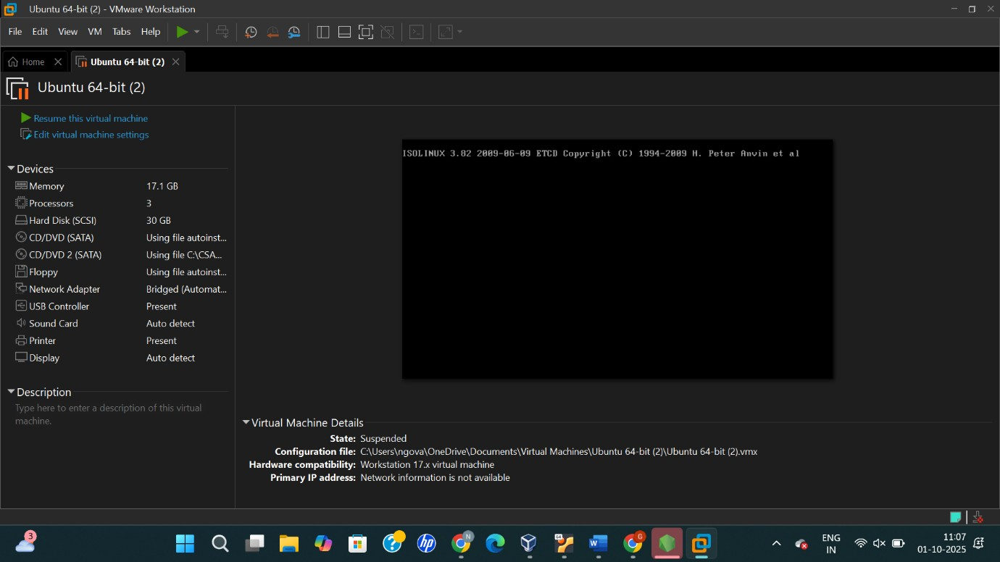 Ubuntu 64-bit (2) - VMware Workstation
File Edit View VM Tabs Help
Home Ubuntu 64-bit (2)
Ubuntu 64-bit (2)
Resume this virtual machine
Edit virtual machine settings
Devices
Memory 17.1 GB
Processors 3
Hard Disk (SCSI) 30 GB
CD/DVD (SATA) Using file autoinst...
CD/DVD 2 (SATA) Using file C:\CSA...
Floppy Using file autoinst...
Network Adapter Bridged (Automat...
USB Controller Present
Sound Card Auto detect
Printer Present
Display Auto detect
Description
Type here to enter a description of this virtual
machine.
ISOLINUX 3.82 2009-06-09 ETCD Copyright (C) 1994-2009 H. Peter Anvin et al
Virtual Machine Details
State: Suspended
Configuration file: C:\Users\ngova\OneDrive\Documents\Virtual Machines\Ubuntu 64-bit (2)\Ubuntu 64-bit (2).vmx
Hardware compatibility: Workstation 17.x virtual machine
Primary IP address: Network information is not available
3
hp
N
64
W
G
ENG
IN
11:07
01-10-2025